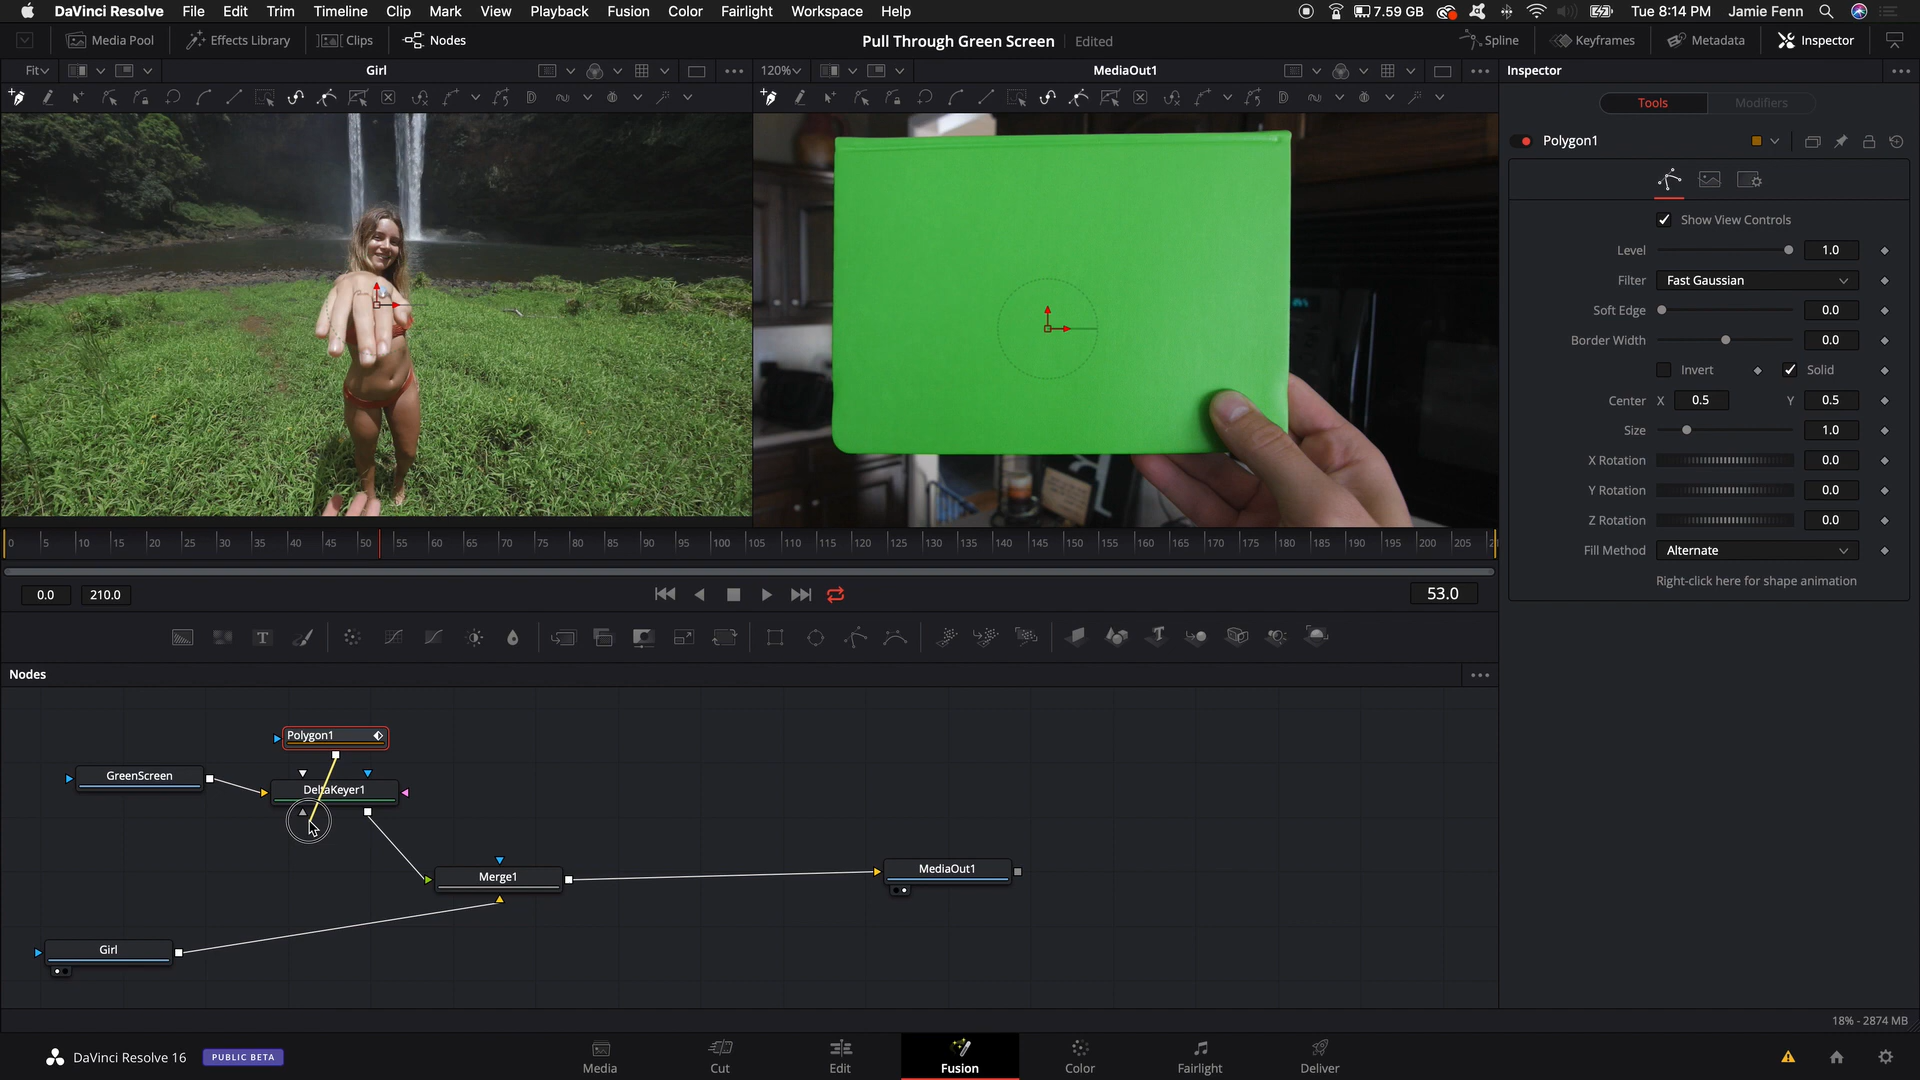 DaVinci Resolve File Edit Trim Timeline Clip Mark View Playback Fusion Color Fairlight Workspace Help 7.59 GB Tue 8:14 PM Jamie Fenn
Media Pool Effects Library Clips Nodes Pull Through Green Screen Edited Spline Keyframes Metadata Inspector
Fit Girl 120% MediaOut1 Inspector
Tools Modifiers
Polygon1
Show View Controls
Level 1.0
Filter Fast Gaussian
Soft Edge 0.0
Border Width 0.0
Invert Solid
Center X 0.5 Y 0.5
Size 1.0
X Rotation 0.0
Y Rotation 0.0
Z Rotation 0.0
Fill Method Alternate
Right-click here for shape animation
0 5 10 15 20 25 30 35 40 45 50 55 60 65 70 75 80 85 90 95 100 105 110 115 120 125 130 135 140 145 150 155 160 165 170 175 180 185 190 195 200 205
0.0 210.0 53.0
T T
Nodes
Polygon1
GreenScreen
DeltaKeyer1
Merge1
MediaOut1
Girl
18% - 2874 MB
DaVinci Resolve 16 PUBLIC BETA
Media Cut Edit Fusion Color Fairlight Deliver